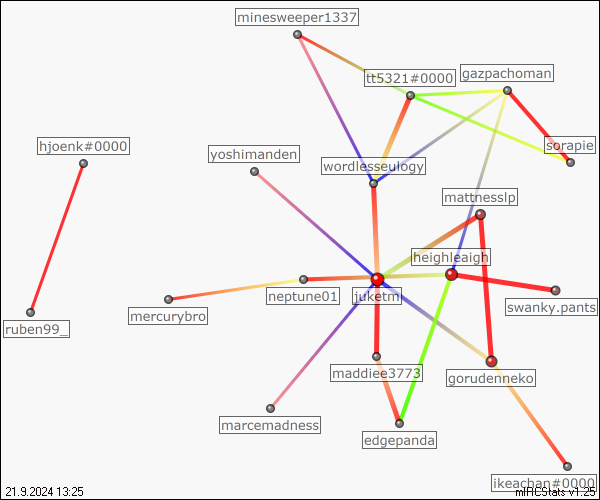 minesweeper1337
tt5321#0000
gazpachoman
hjoenk#0000
yoshimanden
wordlesseulogy
sorapie
mattnesslp
heighleaigh
neptune01
juketm
mercurybro
swanky.pants
ruben99_
maddiee3773
gorudenneko
marcemadness
edgepanda
ikeachan#0000
21.9.2024 13:25
mIRCStats v1.25